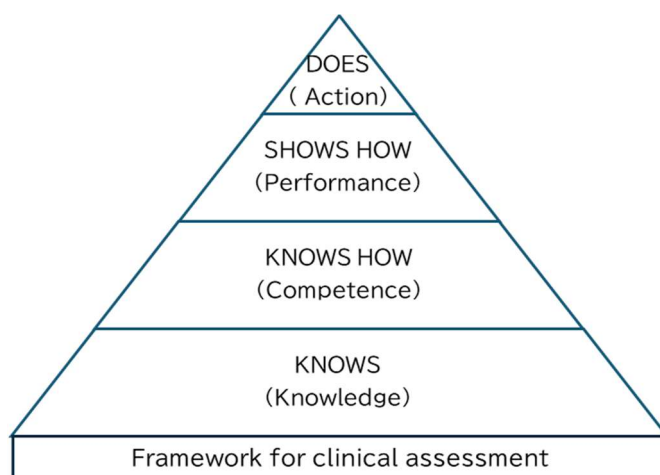 DOES
( Action)
SHOWS HOW
(Performance)
KNOWS HOW
(Competence)
KNOWS
(Knowledge)
Framework for clinical assessment